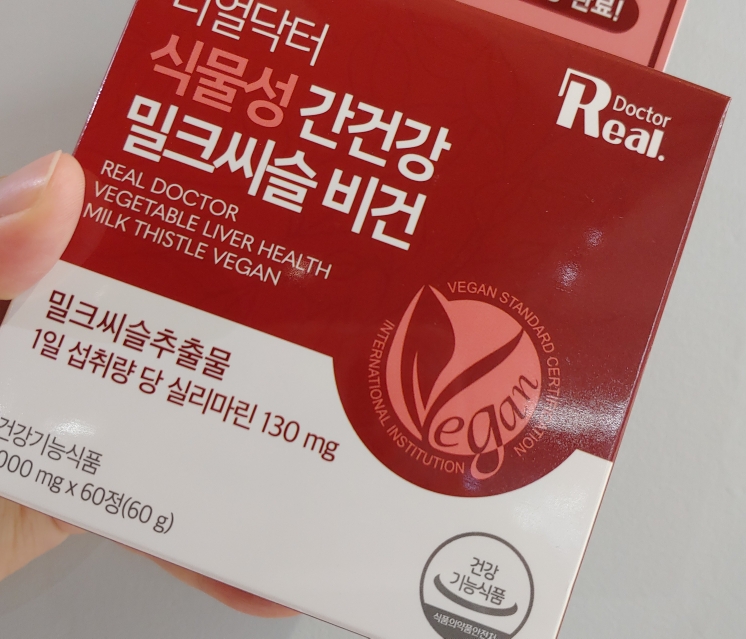 리얼닥터
식물성 간건강
밀크씨슬 비건
REAL DOCTOR
VEGETABLE LIVER HEALTH
MILK THISTLE VEGAN
Doctor
Real.
밀크씨슬추출물
1일 섭취량 당 실리마린 130 mg
VEGAN STANDARD CERTIFICATION
INTERNATIONAL INSTITUTION
Vegan
건강기능식품
000 mg x 60정(60 g)
건강
기능식품
식품의약품안전처